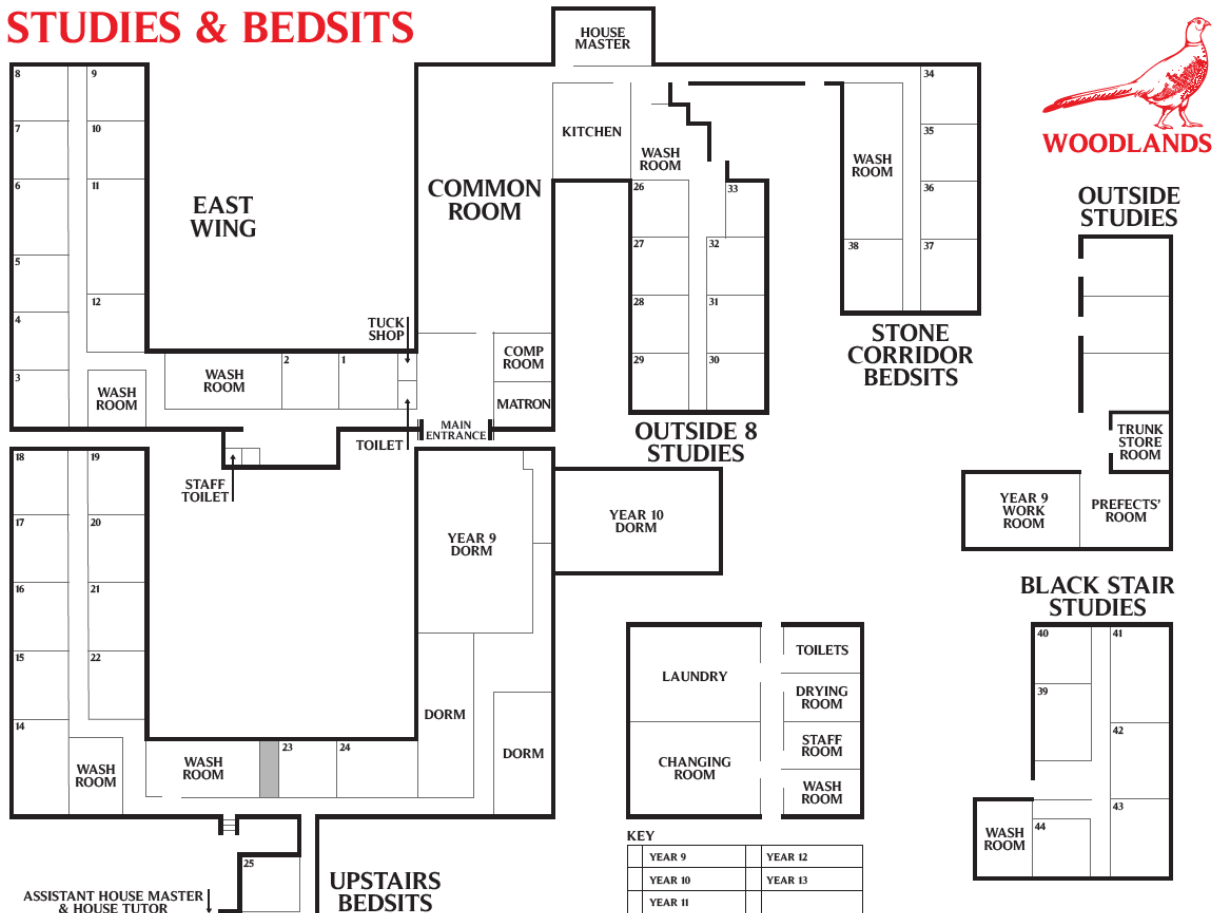 STUDIES & BEDSITS
HOUSE
MASTER
WOODLANDS
8
9
7
10
6
11
5
12
4
3
EAST
WING
WASH
ROOM
WASH
ROOM
2
1
TUCK
SHOP
TOILET
STAFF
TOILET
COMMON
ROOM
KITCHEN
WASH
ROOM
COMP
ROOM
MATRON
MAIN
ENTRANCE
26
33
27
32
28
31
29
30
OUTSIDE 8
STUDIES
34
35
36
37
38
WASH
ROOM
STONE
CORRIDOR
BEDSITS
OUTSIDE
STUDIES
TRUNK
STORE
ROOM
YEAR 9
WORK
ROOM
PREFECTS'
ROOM
18
19
17
20
16
21
15
22
14
WASH
ROOM
WASH
ROOM
23
24
YEAR 9
DORM
YEAR 10
DORM
DORM
DORM
25
ASSISTANT HOUSE MASTER
& HOUSE TUTOR
UPSTAIRS
BEDSITS
LAUNDRY
CHANGING
ROOM
TOILETS
DRYING
ROOM
STAFF
ROOM
WASH
ROOM
KEY
YEAR 9
YEAR 12
YEAR 10
YEAR 13
YEAR 11
BLACK STAIR
STUDIES
40
41
39
42
43
44
WASH
ROOM